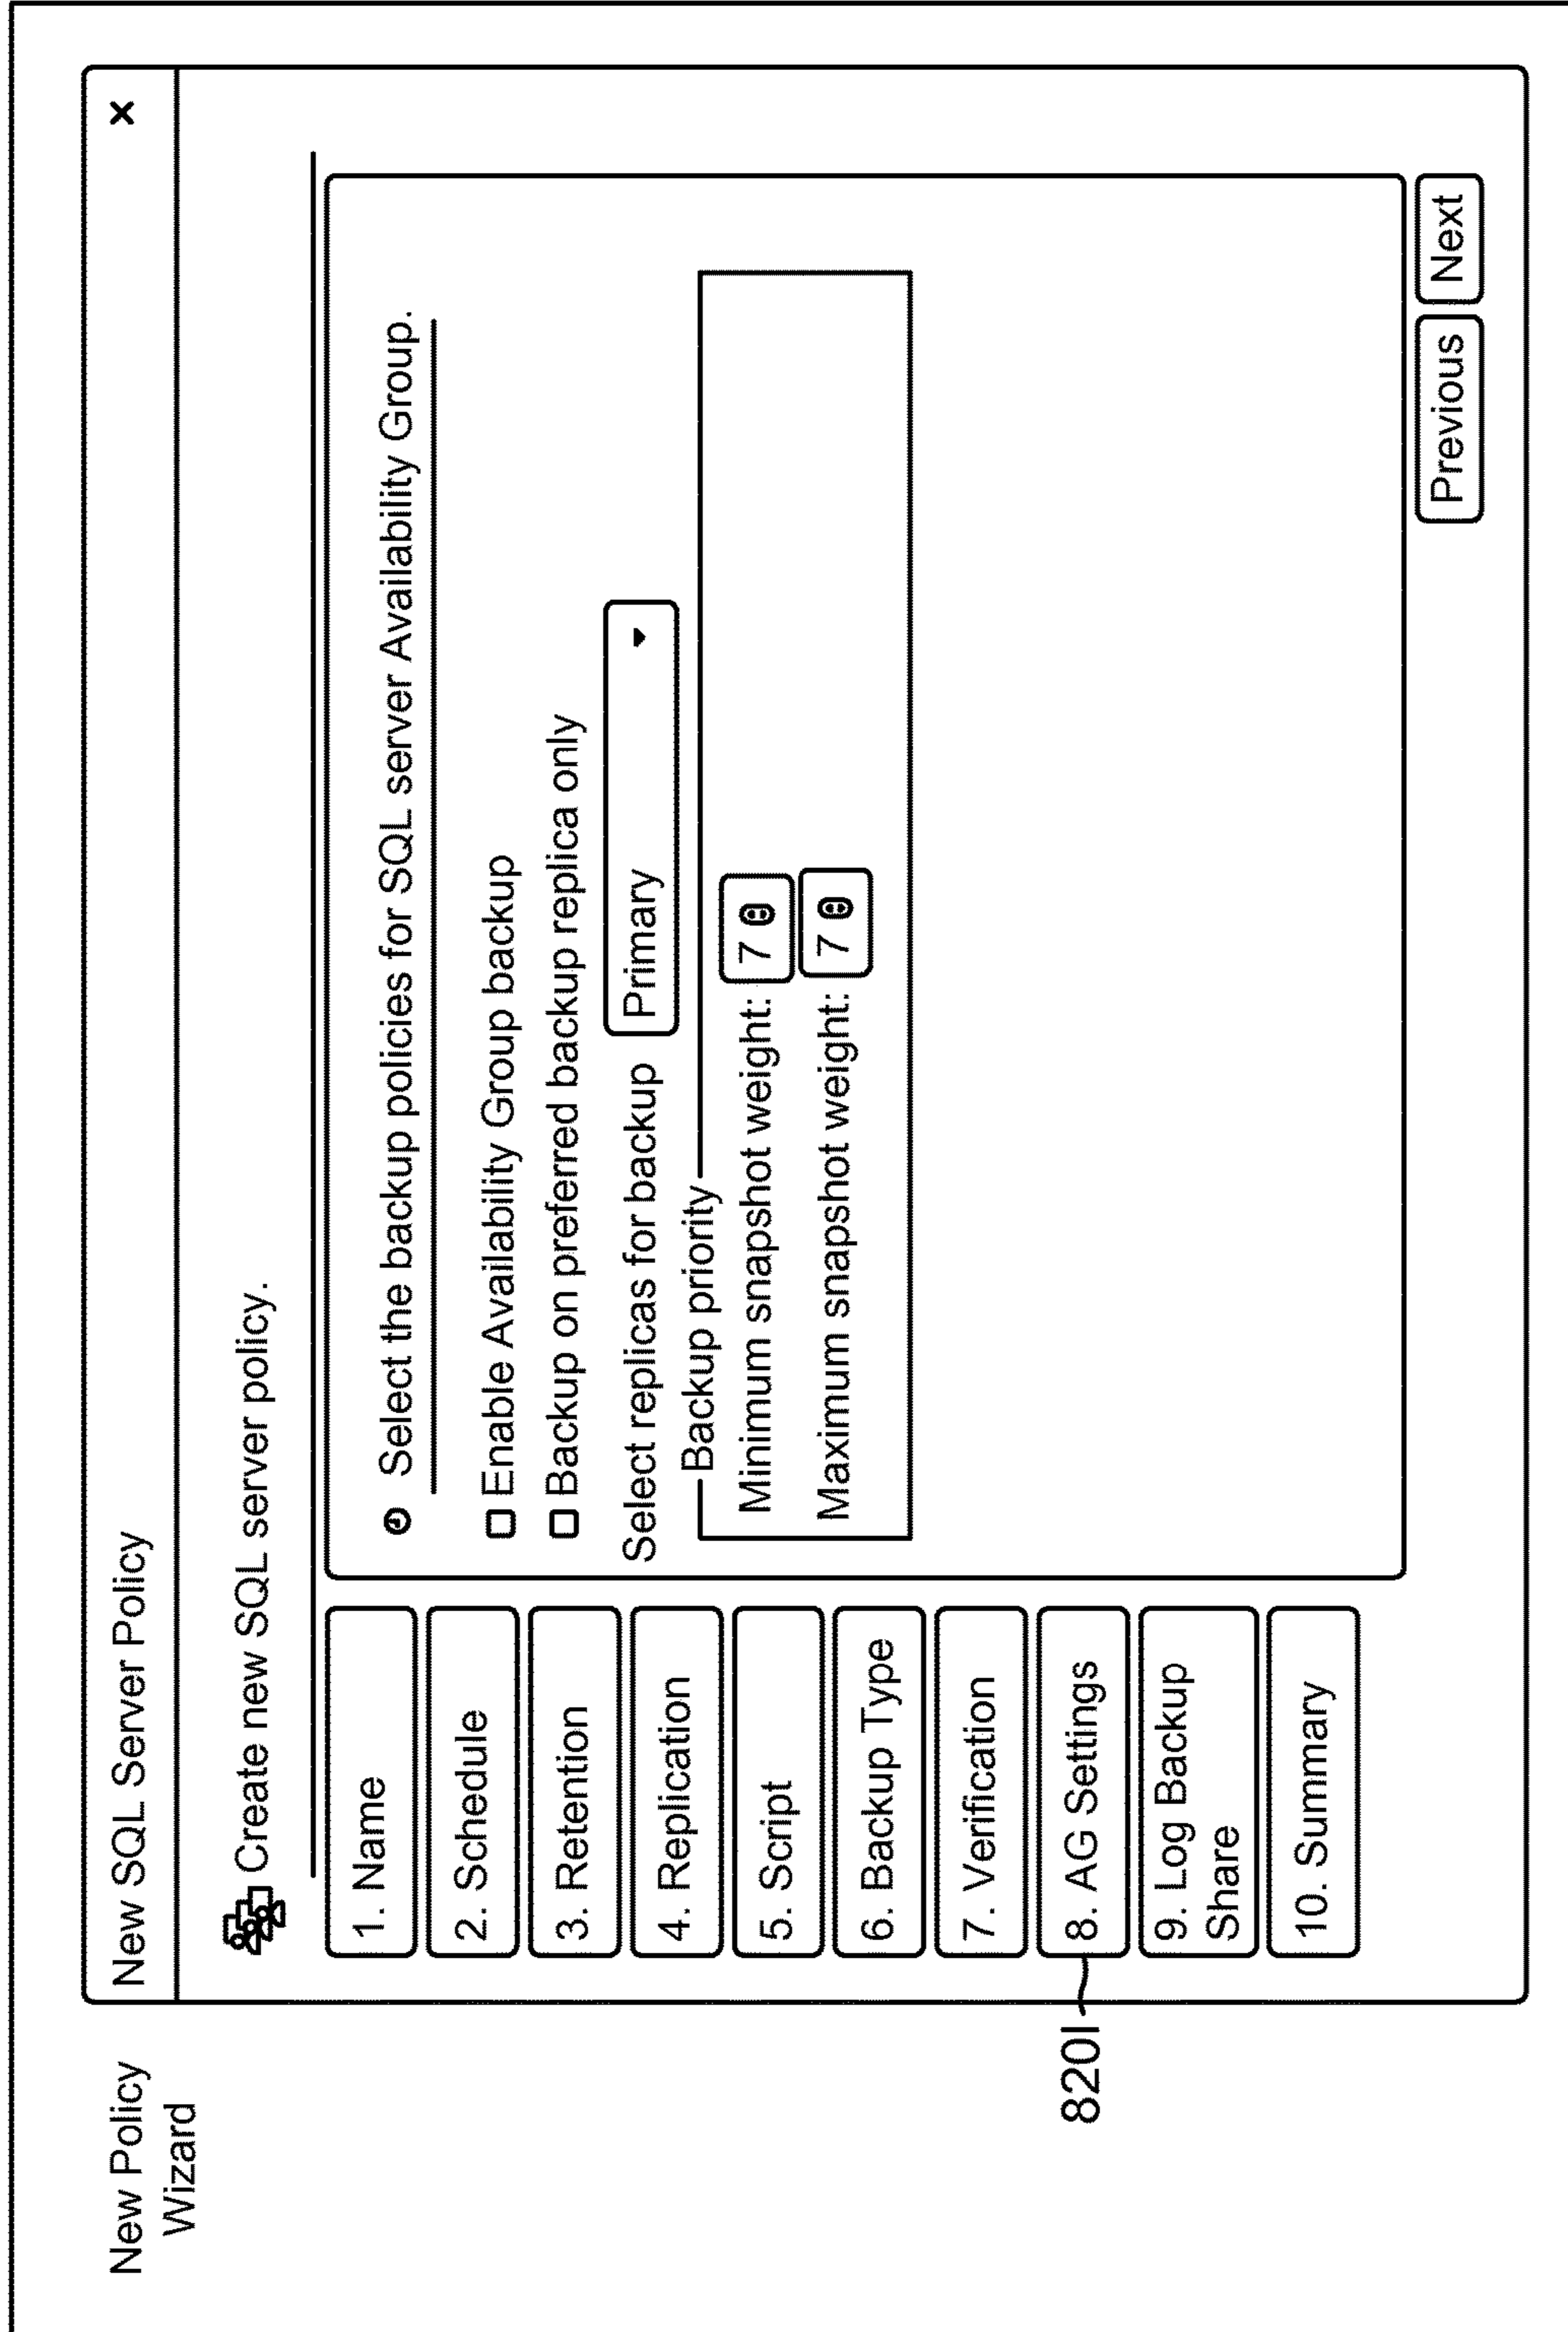 New Policy
Wizard
New SQL Server Policy
X
Create new SQL server policy.
1. Name
2. Schedule
3. Retention
4. Replication
5. Script
6. Backup Type
7. Verification
8. AG Settings
9. Log Backup
Share
10. Summary
820I
Select the backup policies for SQL server Availability Group.
Enable Availability Group backup
Backup on preferred backup replica only
Select replicas for backup Primary
Backup priority
Minimum snapshot weight: 7
Maximum snapshot weight: 7
Previous Next